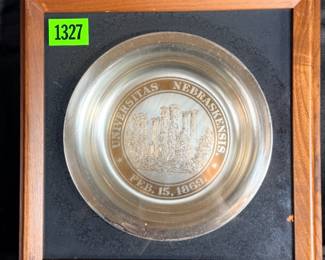 1327
UNIVERSITAS NEBRASKENSIS
FEB. 15, 1869